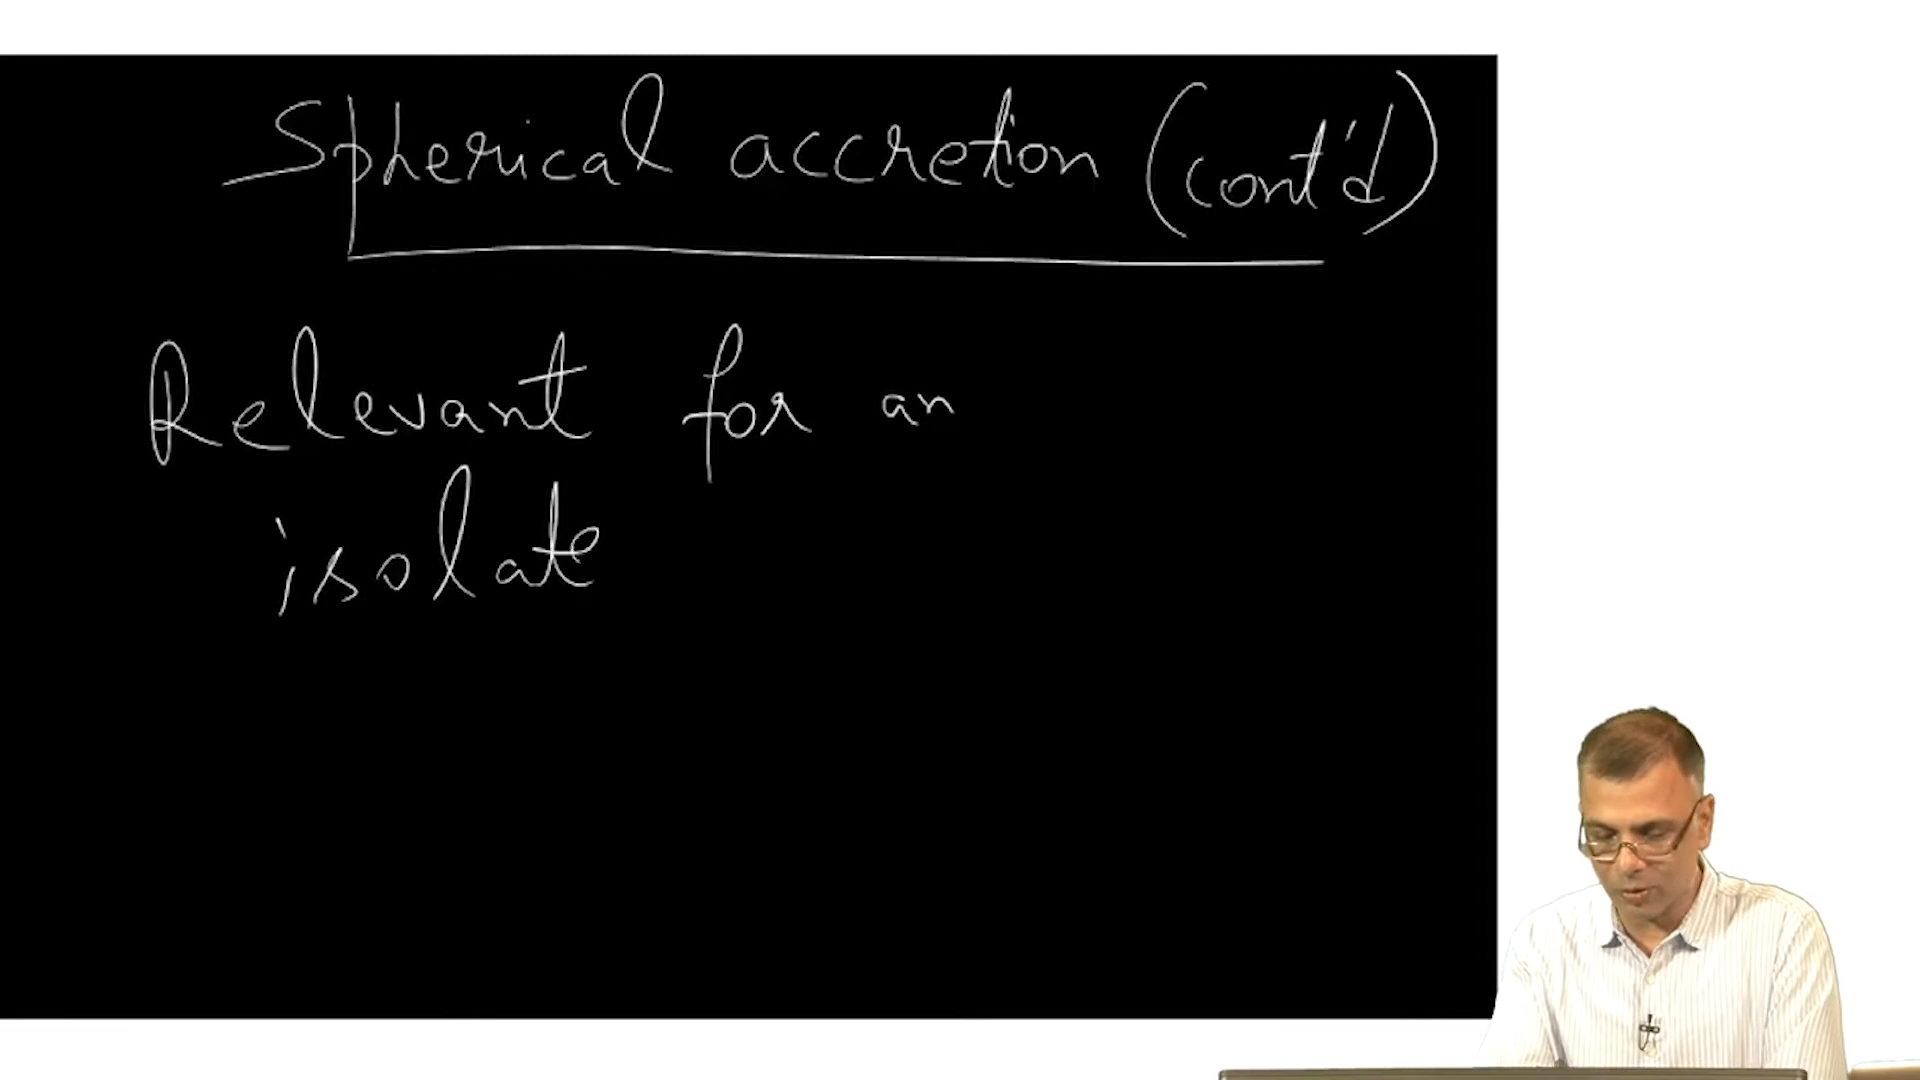 Spherical accretion (cont'd)
Relevant for an
isolate